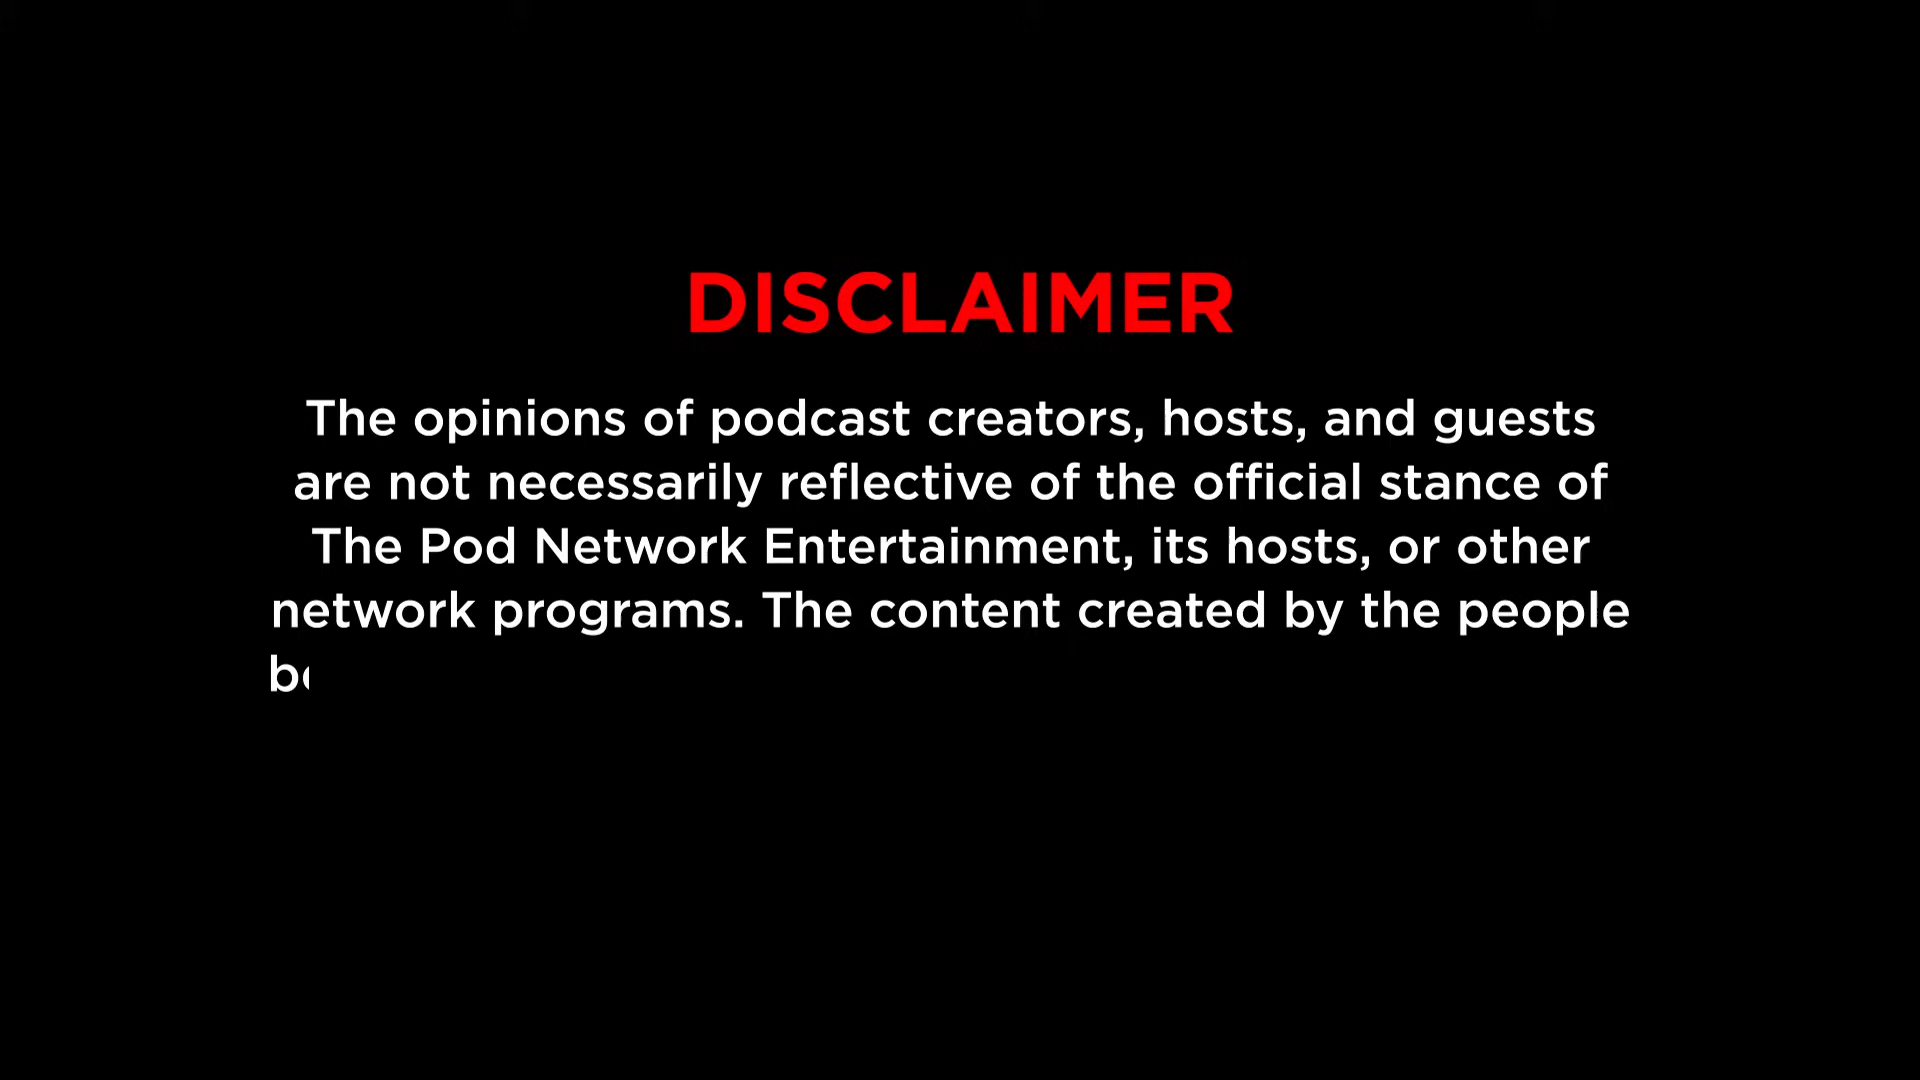 DISCLAIMER
The opinions of podcast creators, hosts, and guests
are not necessarily reflective of the official stance of
The Pod Network Entertainment, its hosts, or other
network programs. The content created by the people